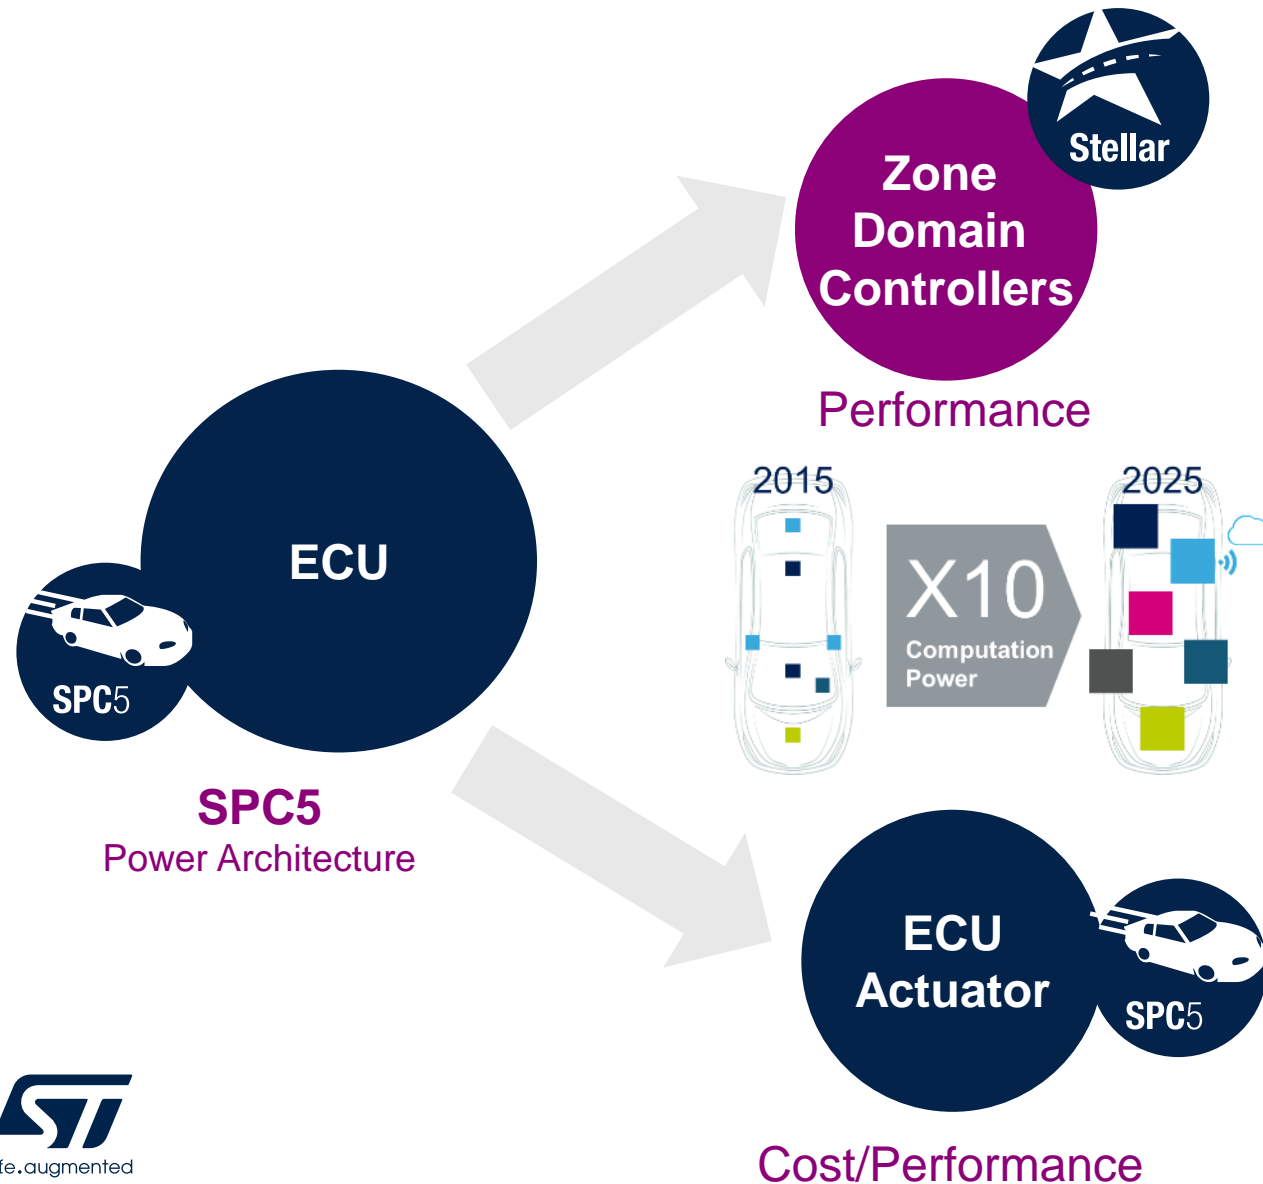 Stellar
Zone
Domain
Controllers
Performance
2015
2025
X10
Computation
Power
ECU
SPC5
SPC5
Power Architecture
ECU
Actuator
SPC5
Cost/Performance
ST
fe.augmented